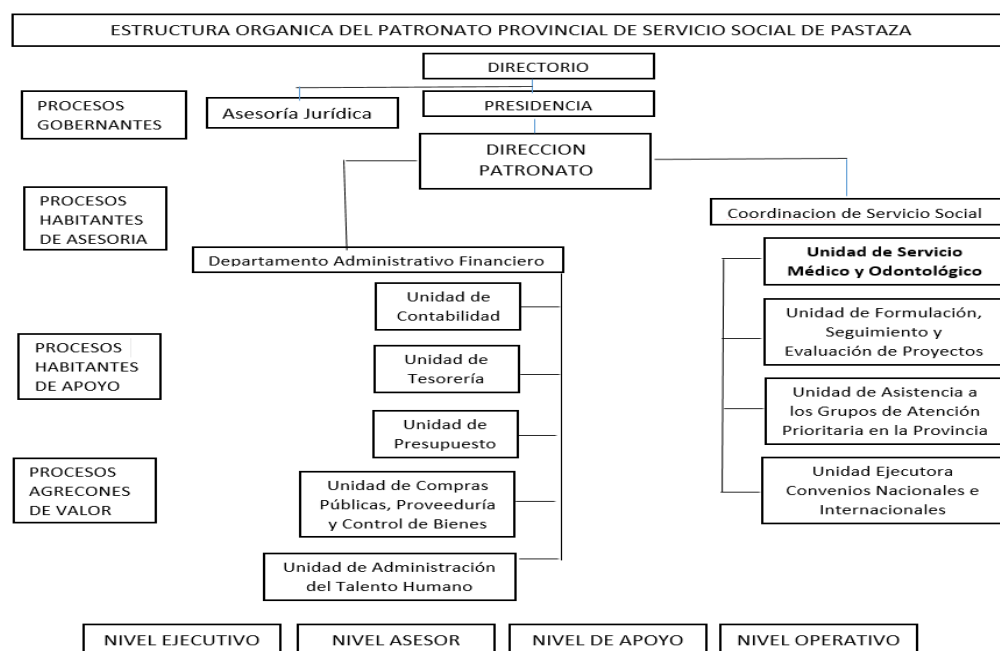 ESTRUCTURA ORGANICA DEL PATRONATO PROVINCIAL DE SERVICIO SOCIAL DE PASTAZA
DIRECTORIO
PROCESOS
GOBERNANTES
Asesoría Jurídica
PRESIDENCIA
DIRECCION
PATRONATO
PROCESOS
HABITANTES
DE ASESORIA
Coordinacion de Servicio Social
Departamento Administrativo Financiero
Unidad de Servicio
Médico y Odontológico
Unidad de
Contabilidad
Unidad de Formulación,
Seguimiento y
Evaluación de Proyectos
PROCESOS
HABITANTES
DE APOYO
Unidad de
Tesorería
Unidad de Asistencia a
los Grupos de Atención
Prioritaria en la Provincia
Unidad de
Presupuesto
PROCESOS
AGRECONES
DE VALOR
Unidad de Compras
Públicas, Proveeduría
y Control de Bienes
Unidad Ejecutora
Convenios Nacionales e
Internacionales
Unidad de Administración
del Talento Humano
NIVEL EJECUTIVO
NIVEL ASESOR
NIVEL DE APOYO
NIVEL OPERATIVO